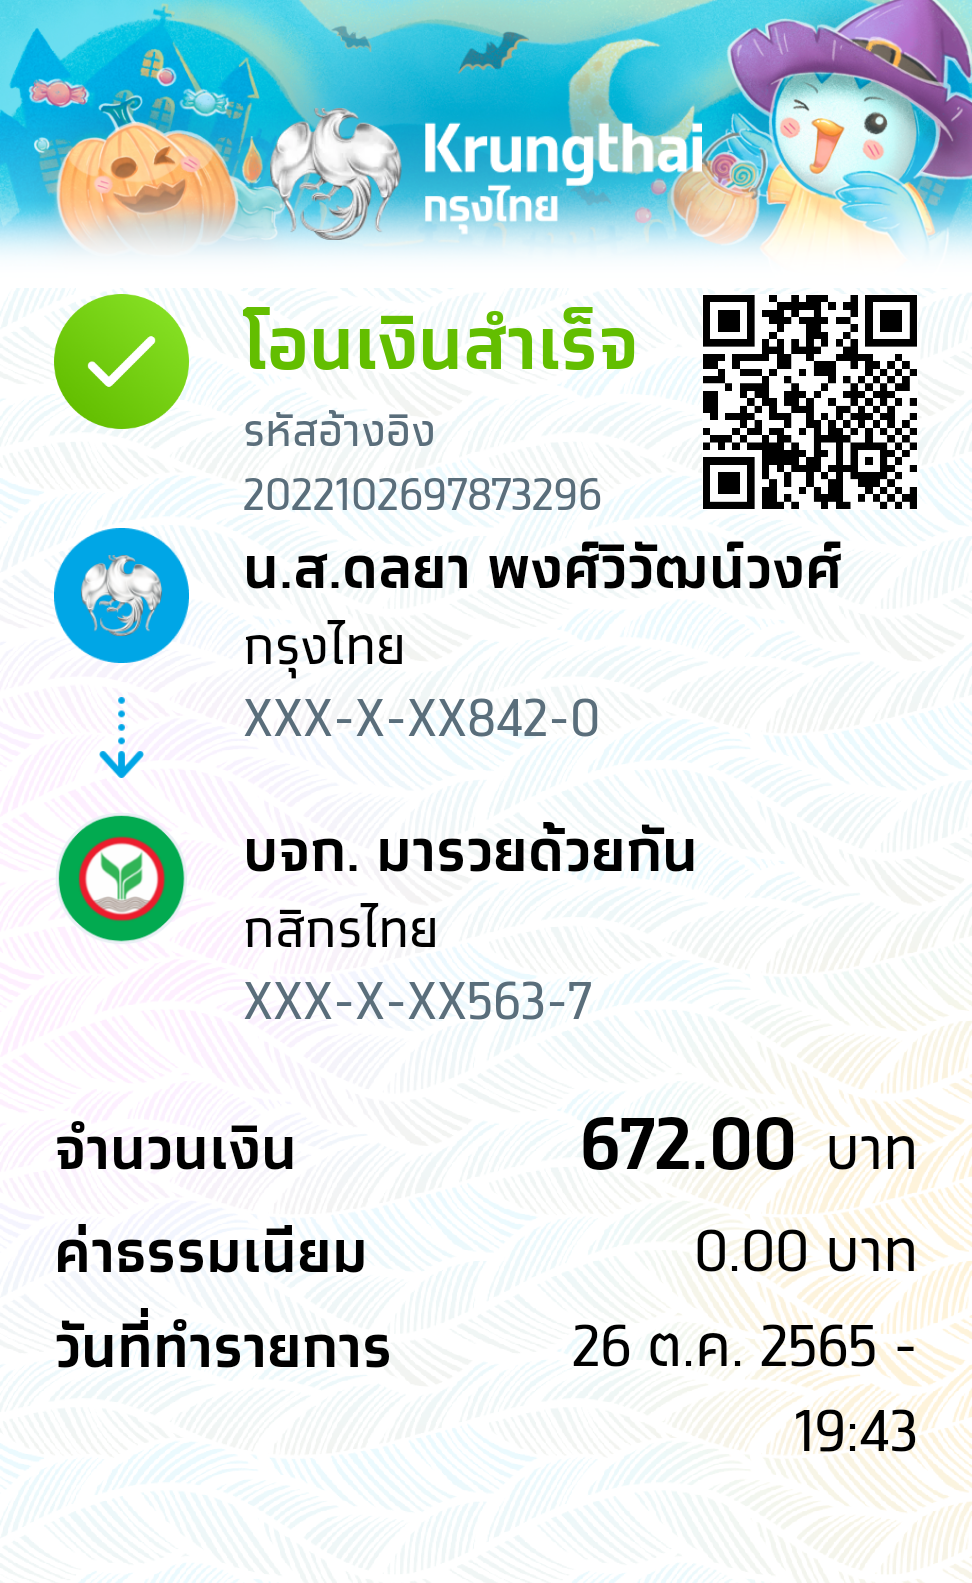 Krungthai
กรุงไทย
โอนเงินสำเร็จ
รหัสอ้างอิง
2022102697873296
น.ส.ดลยา พงศ์วิวัฒน์วงศ์
กรุงไทย
XXX-X-XX842-0
บจก. มารวยด้วยกัน
กสิกรไทย
XXX-X-XX563-7
จำนวนเงิน 672.00 บาท
ค่าธรรมเนียม 0.00 บาท
วันที่ทำรายการ 26 ต.ค. 2565 -
19:43